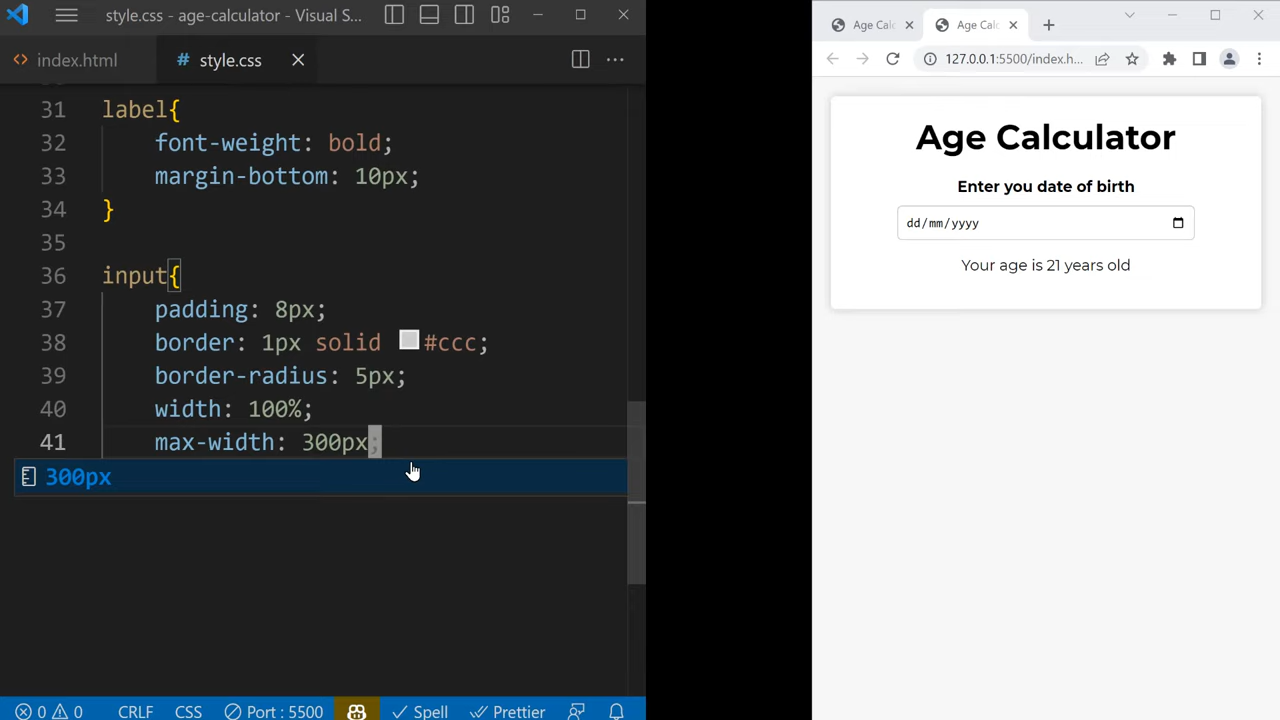 style.css - age-calculator - Visual S...
index.html
# style.css
31 label{
32 font-weight: bold;
33 margin-bottom: 10px;
34 }
35
36 input{
37 padding: 8px;
38 border: 1px solid #ccc;
39 border-radius: 5px;
40 width: 100%;
41 max-width: 300px;
300px
0 0 CRLF CSS Port : 5500 Spell Prettier
Age Calc
Age Calc
127.0.0.1:5500/index.h...
Age Calculator
Enter you date of birth
dd/mm/yyyy
Your age is 21 years old